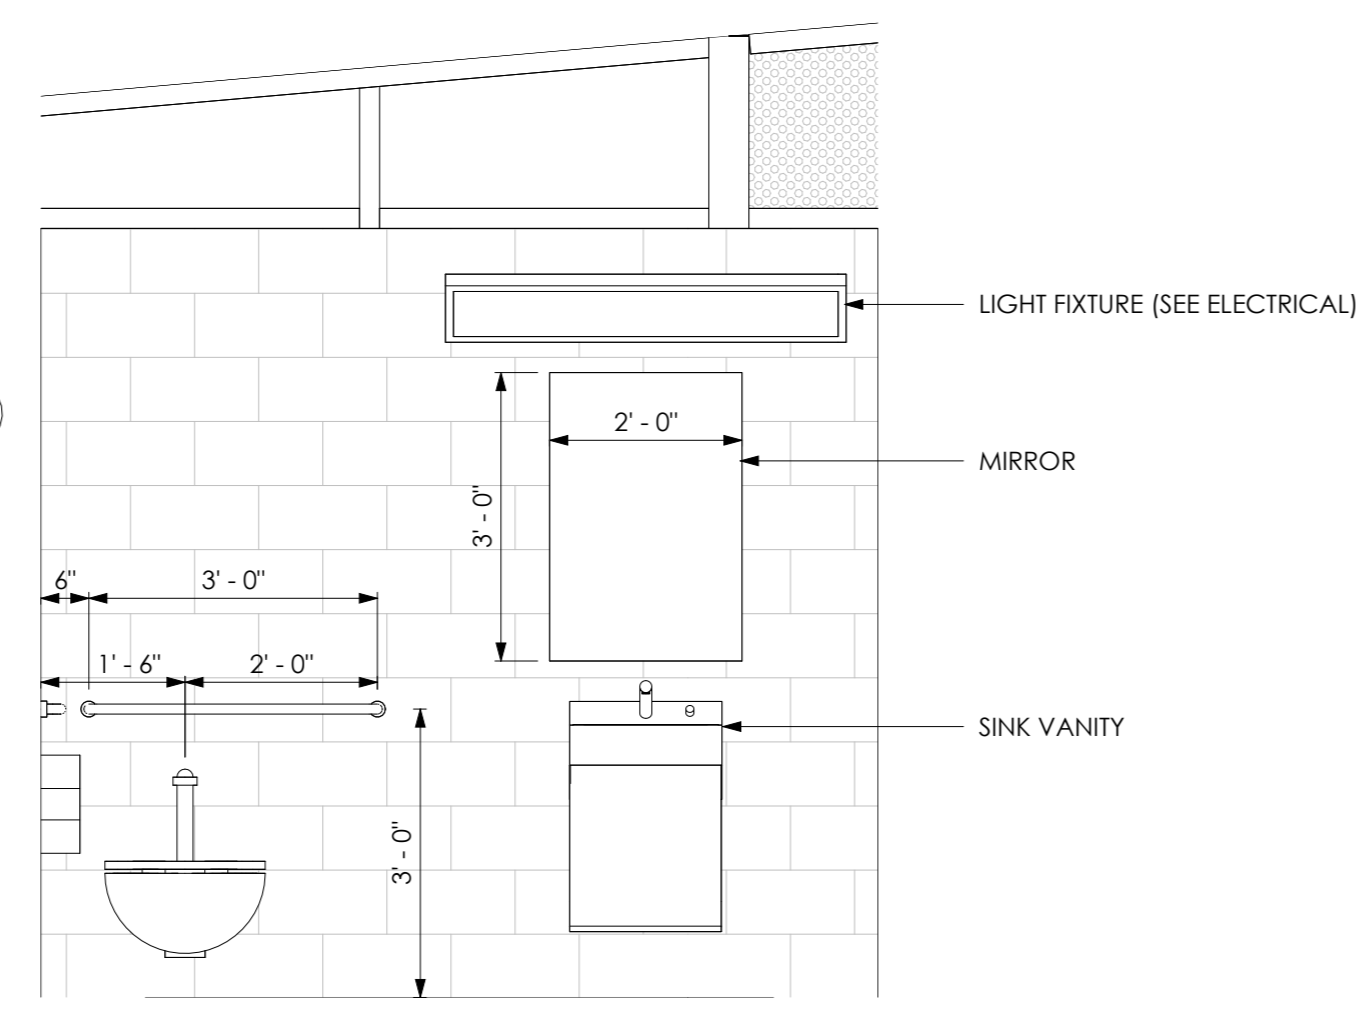 LIGHT FIXTURE (SEE ELECTRICAL)
2' - 0"
MIRROR
3' - 0"
6"
3' - 0"
1' - 6"
2' - 0"
SINK VANITY
3' - 0"